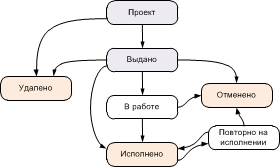 Проект
Выдано
Удалено
Отменено
В работе
Повторно на
исполнении
Исполнено